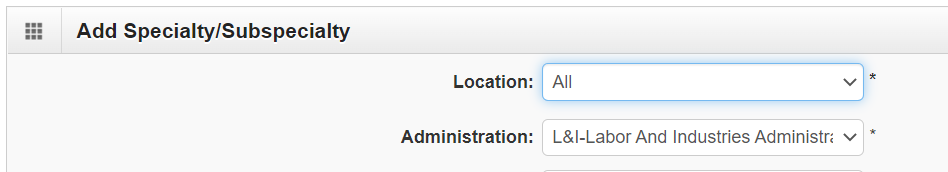 Add Specialty/Subspecialty
Location: All *
Administration: L&I-Labor And Industries Administra *